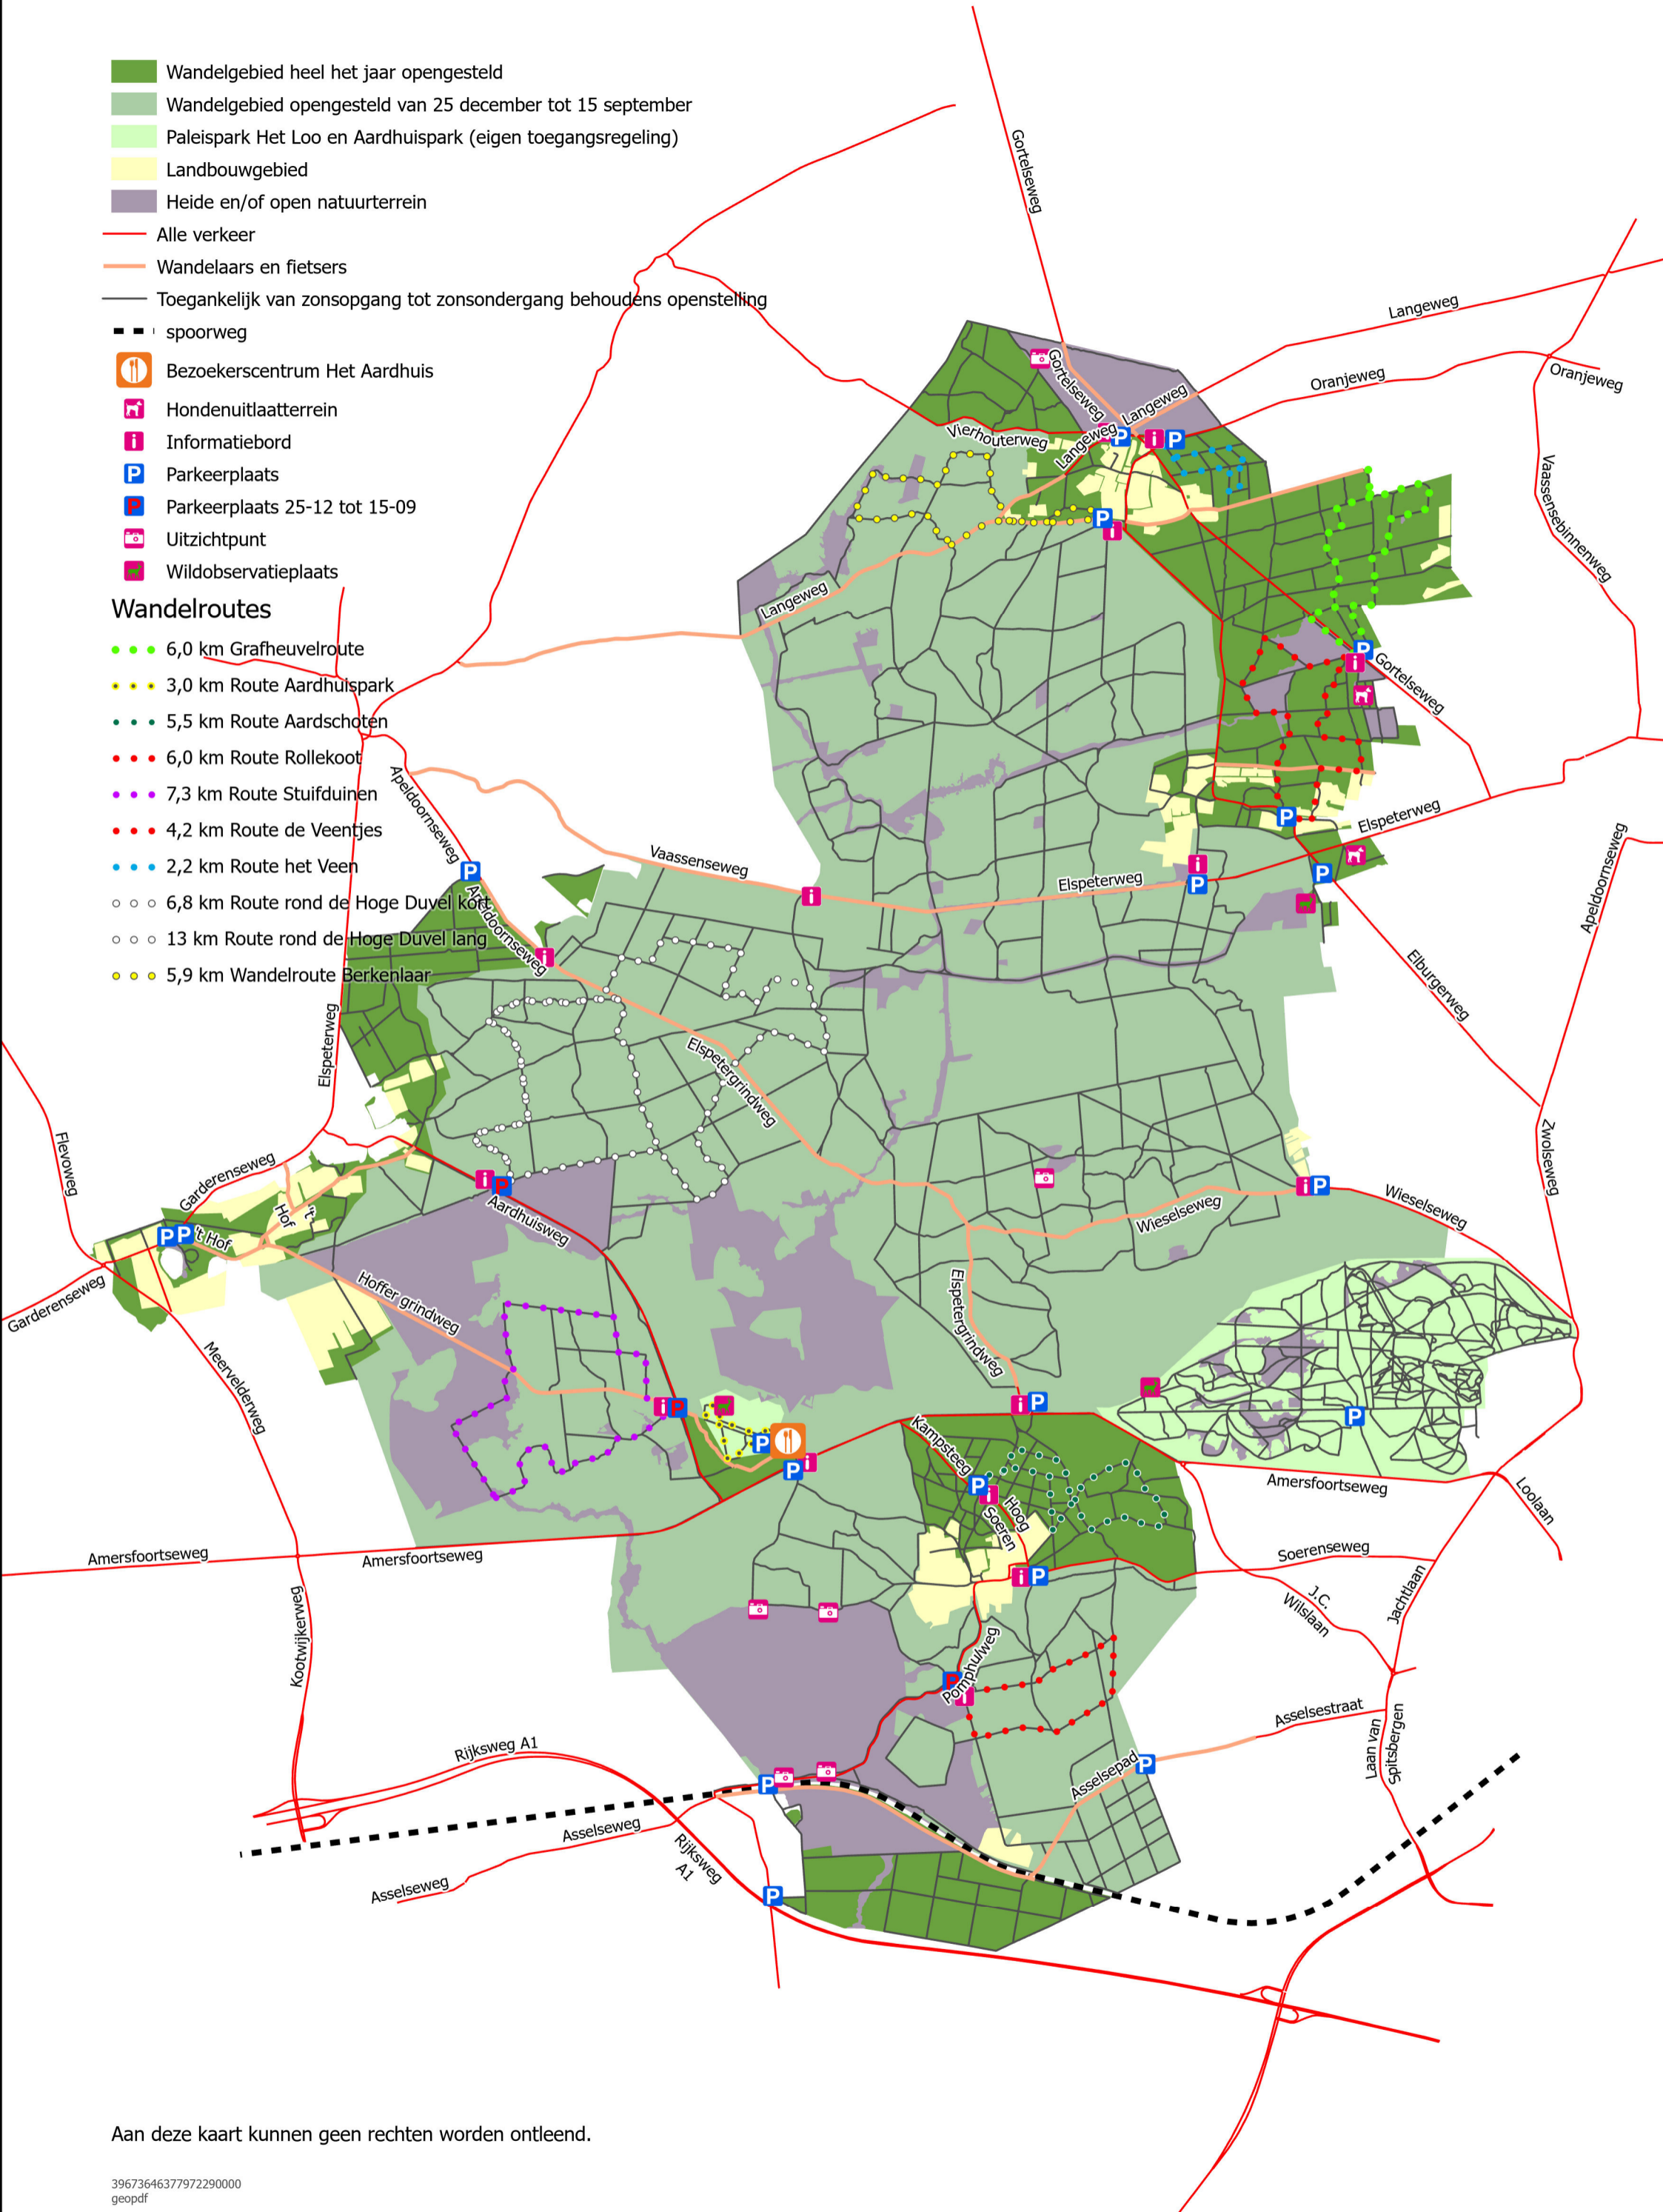 Wandelgebied heel het jaar opengesteld
Wandelgebied opengesteld van 25 december tot 15 september
Paleispark Het Loo en Aardhuispark (eigen toegangsregeling)
Landbouwgebied
Heide en/of open natuurterrein
Alle verkeer
Wandelaars en fietsers
Toegankelijk van zonsopgang tot zonsondergang behoudens openstelling
spoorweg
Bezoekerscentrum Het Aardhuis
Hondenuitlaatterrein
i Informatiebord
P Parkeerplaats
P Parkeerplaats 25-12 tot 15-09
Uitzichtpunt
Wildobservatieplaats
Wandelroutes
6,0 km Grafheuvelroute
3,0 km Route Aardhuispark
5,5 km Route Aardschoten
6,0 km Route Rollekoot
7,3 km Route Stuifduinen
4,2 km Route de Veentjes
2,2 km Route het Veen
6,8 km Route rond de Hoge Duvel kort
13 km Route rond de Hoge Duvel lang
5,9 km Wandelroute Berkenlaar
Gortelseweg
Langeweg
Oranjeweg
Oranjeweg
Gortelseweg
Langeweg
Vierhouterweg
Langeweg
Vaassensebinnenweg
Langeweg
Gortelseweg
Apeldoornseweg
Vaassenseweg
Elspeterweg
Elspeterweg
Apeldoornseweg
Apeldoornseweg
Elburgerweg
Elspeterweg
Elspetergrindweg
Flevoweg
Garderenseweg
Zwolseweg
't
Hof
't Hof
Aardhuisweg
Wieselseweg
Wieselseweg
Garderenseweg
Hoffer grindweg
Elspetergrindweg
Meervelderweg
Kampsteeg
Amersfoortseweg
Loolaan
Hoog
Soeren
Amersfoortseweg
Amersfoortseweg
Soerenseweg
J.C.
Wilslaan
Jachtlaan
Kootwijkerweg
Pomphulweg
Asselsestraat
Laan van
Spitsbergen
Rijksweg A1
Asselsepad
Asselseweg
Rijksweg
A1
Asselseweg
Aan deze kaart kunnen geen rechten worden ontleend.
39673646377972290000
geopdf